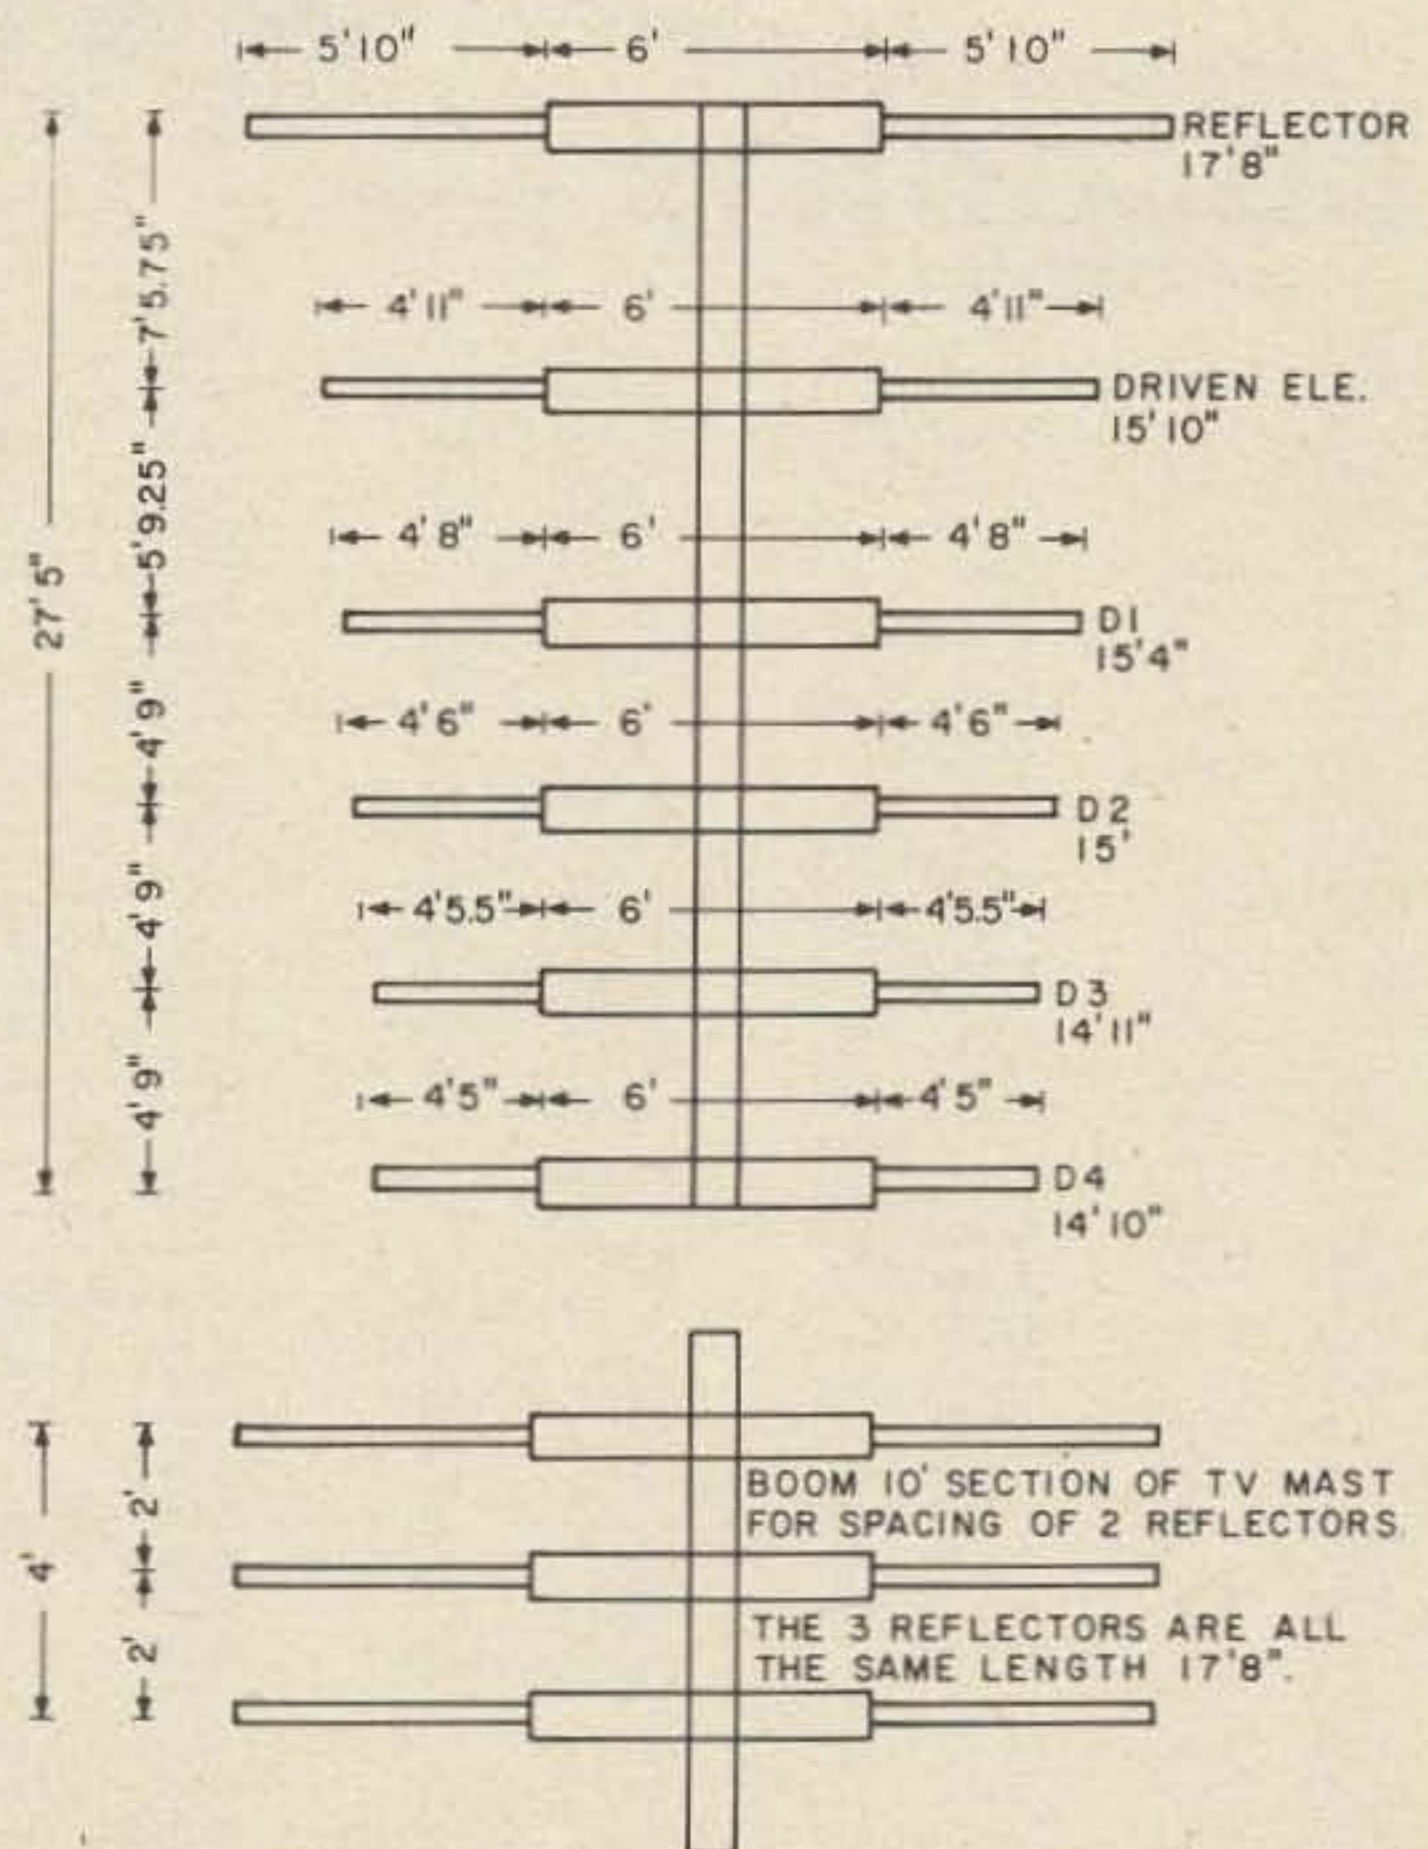 5'10" 6' 5'10"
REFLECTOR
17'8"
7'5.75"
4'11" 6' 4'11"
DRIVEN ELE.
15'10"
5'9.25"
27'5"
4'8" 6' 4'8"
D1
15'4"
4'9"
4'6" 6' 4'6"
D2
15'
4'9"
4'5.5" 6' 4'5.5"
D3
14'11"
4'9"
4'5" 6' 4'5"
D4
14'10"
2'
BOOM 10' SECTION OF TV MAST
FOR SPACING OF 2 REFLECTORS.
4'
2'
THE 3 REFLECTORS ARE ALL
THE SAME LENGTH 17'8".